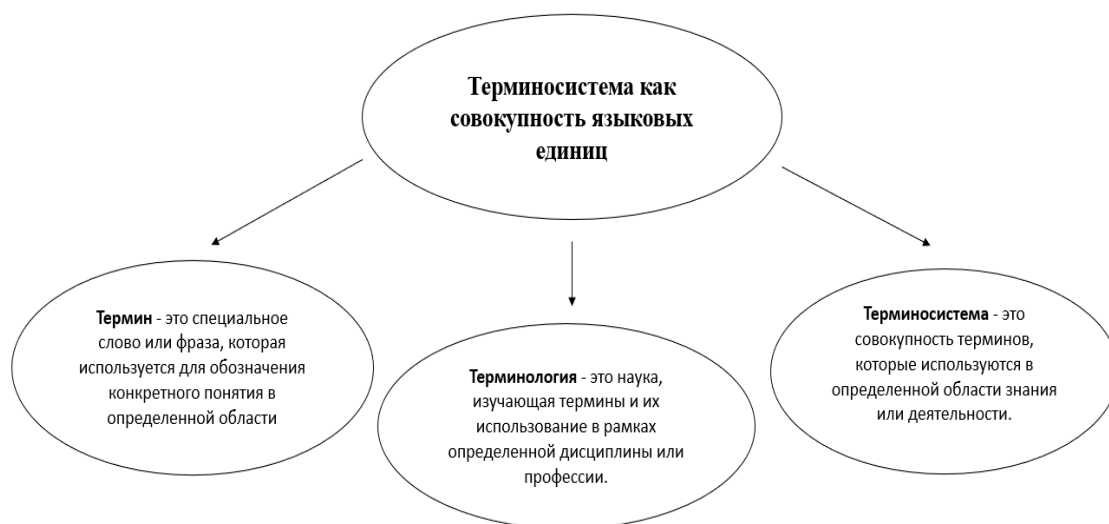 Терминосистема как
совокупность языковых
единиц
Термин - это специальное
слово или фраза, которая
используется для обозначения
конкретного понятия в
определенной области
Терминология - это наука,
изучающая термины и их
использование в рамках
определенной дисциплины или
профессии.
Терминосистема - это
совокупность терминов,
которые используются в
определенной области знания
или деятельности.